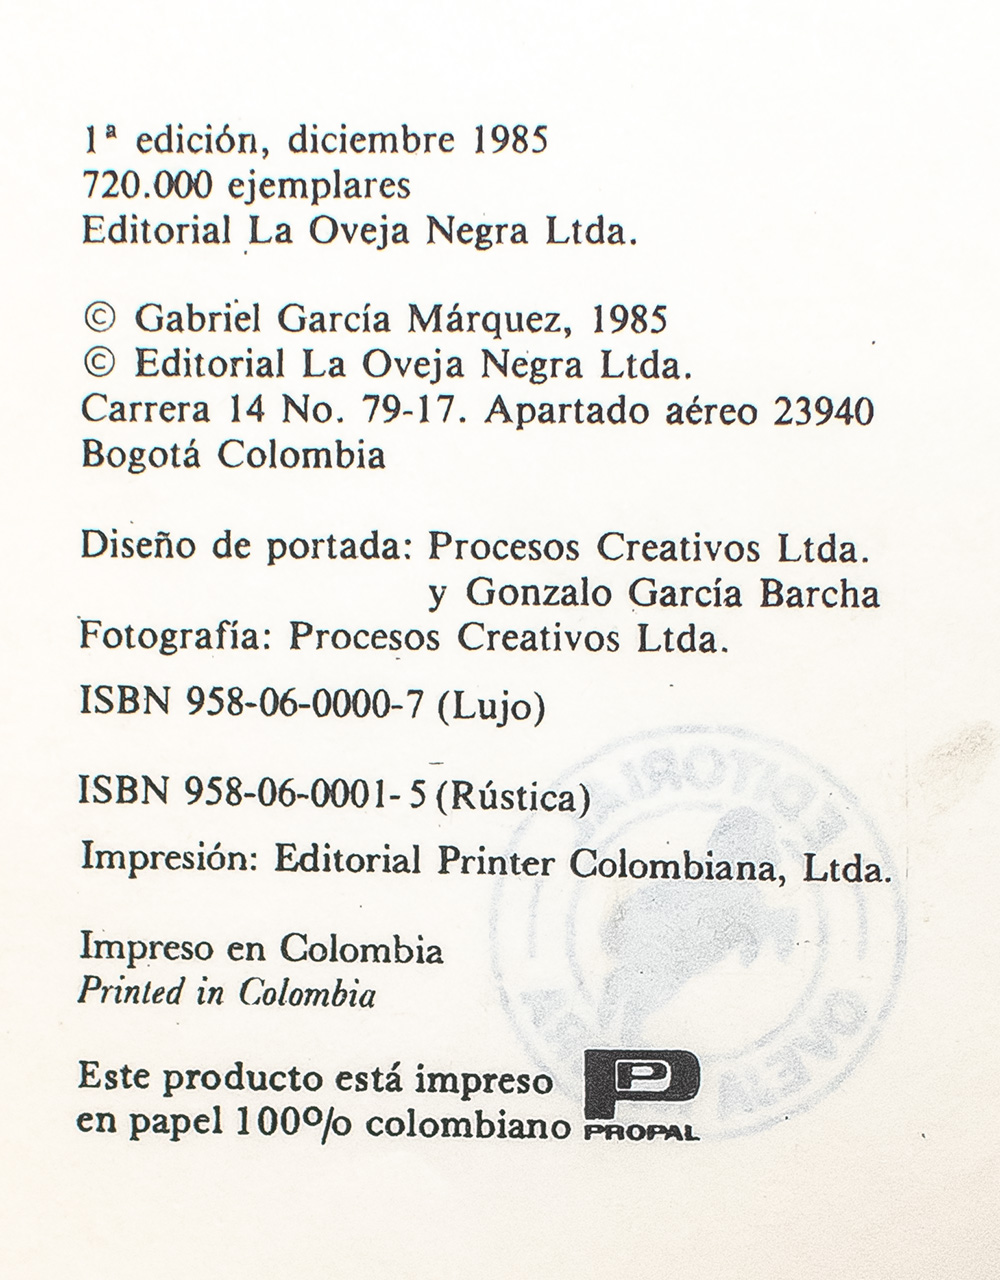 1ª edición, diciembre 1985
720.000 ejemplares
Editorial La Oveja Negra Ltda.
© Gabriel García Márquez, 1985
© Editorial La Oveja Negra Ltda.
Carrera 14 No. 79-17. Apartado aéreo 23940
Bogotá Colombia
Diseño de portada: Procesos Creativos Ltda.
y Gonzalo García Barcha
Fotografía: Procesos Creativos Ltda.
ISBN 958-06-0000-7 (Lujo)
ISBN 958-06-0001-5 (Rústica)
Impresión: Editorial Printer Colombiana, Ltda.
Impreso en Colombia
Printed in Colombia
Este producto está impreso
en papel 100% colombiano
PROPAL